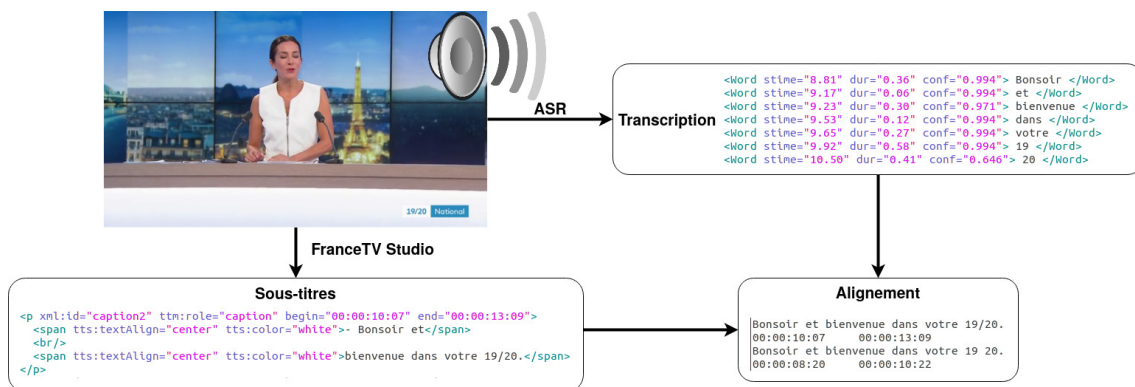 19/20 National
ASR
Transcription
<Word stime="8.81" dur="0.36" conf="0.994"> Bonsoir </Word>
<Word stime="9.17" dur="0.06" conf="0.994"> et </Word>
<Word stime="9.23" dur="0.30" conf="0.971"> bienvenue </Word>
<Word stime="9.53" dur="0.12" conf="0.994"> dans </Word>
<Word stime="9.65" dur="0.27" conf="0.994"> votre </Word>
<Word stime="9.92" dur="0.58" conf="0.994"> 19 </Word>
<Word stime="10.50" dur="0.41" conf="0.646"> 20 </Word>
FranceTV Studio
Sous-titres
<p xml:id="caption2" ttm:role="caption" begin="00:00:10:07" end="00:00:13:09">
<span tts:textAlign="center" tts:color="white">- Bonsoir et</span>
<br/>
<span tts:textAlign="center" tts:color="white">bienvenue dans votre 19/20.</span>
</p>
Alignement
Bonsoir et bienvenue dans votre 19/20.
00:00:10:07 00:00:13:09
Bonsoir et bienvenue dans votre 19 20.
00:00:08:20 00:00:10:22